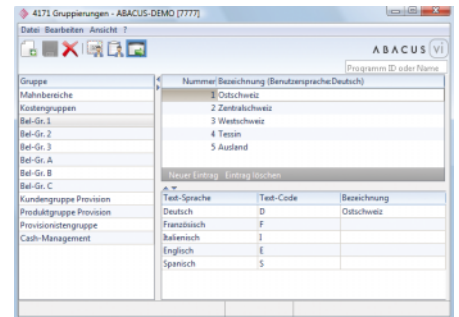 4171 Gruppierungen - ABACUS-DEMO [7777]
Datei Bearbeiten Ansicht ?
ABACUS vi
Programm ID oder Name
Gruppe
Mahnbereiche
Kostengruppen
Bel-Gr. 1
Bel-Gr. 2
Bel-Gr. 3
Bel-Gr. A
Bel-Gr. B
Bel-Gr. C
Kundengruppe Provision
Produktgruppe Provision
Provisionistengruppe
Cash-Management
Nummer Bezeichnung (Benutzersprache:Deutsch)
1 Ostschweiz
2 Zentralschweiz
3 Westschweiz
4 Tessin
5 Ausland
Neuer Eintrag Eintrag löschen
Text-Sprache Text-Code Bezeichnung
Deutsch D Ostschweiz
Französisch F
Italienisch I
Englisch E
Spanisch S